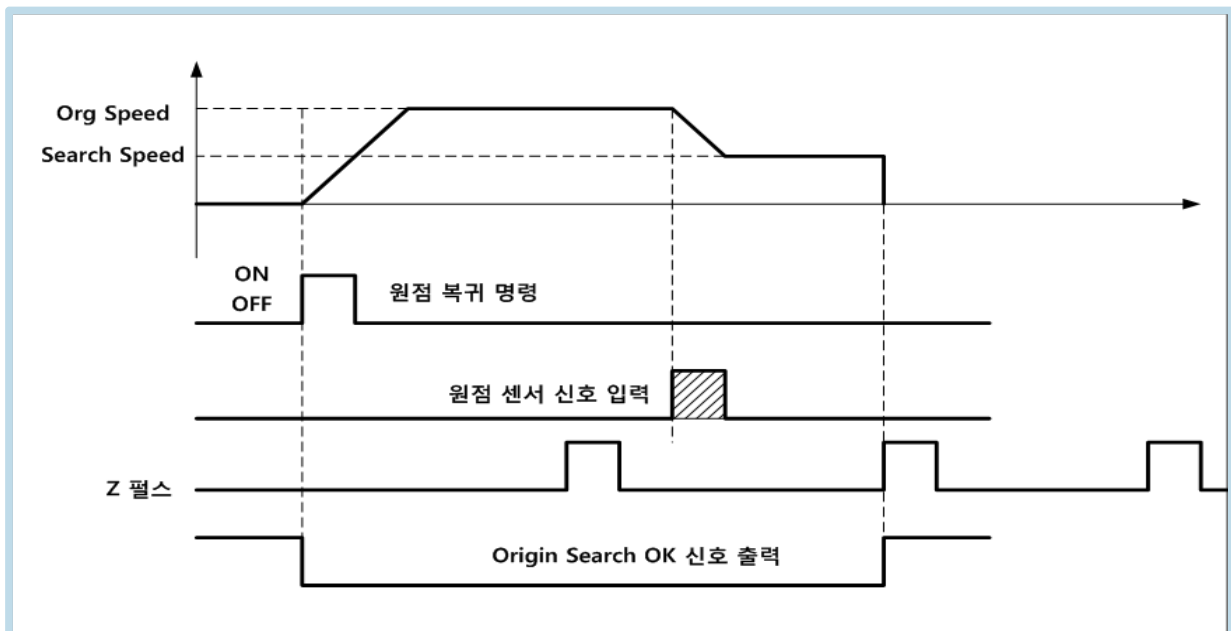 Org Speed
Search Speed
ON
OFF
원점 복귀 명령
원점 센서 신호 입력
Z 펄스
Origin Search OK 신호 출력